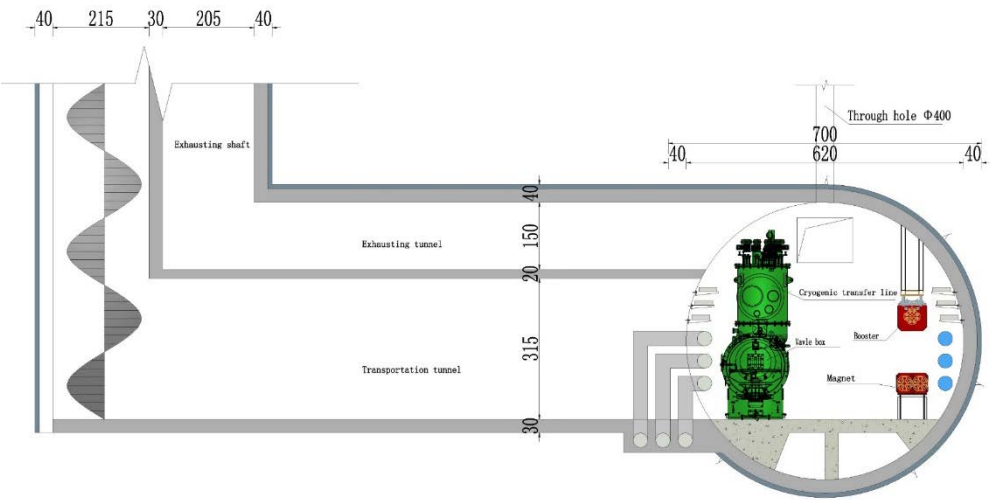 40 215 30 205 40
Through hole Φ400
700
40 620 40
Exhausting shaft
40
150
Exhausting tunnel
20
Cryogenic transfer line
315
Vavle box
Booster
Transportation tunnel
Magnet
30